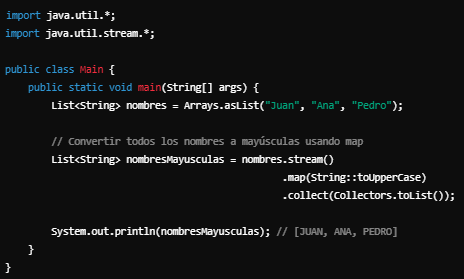 import java.util.*;
import java.util.stream.*;

public class Main {
    public static void main(String[] args) {
        List<String> nombres = Arrays.asList("Juan", "Ana", "Pedro");

        // Convertir todos los nombres a mayúsculas usando map
        List<String> nombresMayusculas = nombres.stream()
                                                .map(String::toUpperCase)
                                                .collect(Collectors.toList());

        System.out.println(nombresMayusculas); // [JUAN, ANA, PEDRO]
    }
}